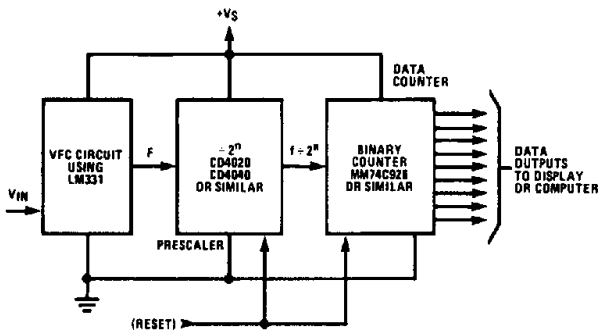 +VS
DATA
COUNTER
VFC CIRCUIT
USING
LM331
F
÷2ⁿ
CD4020
CD4040
OR SIMILAR
f÷2ᴺ
BINARY
COUNTER
MM74C926
OR SIMILAR
DATA
OUTPUTS
TO DISPLAY
OR COMPUTER
VIN
PRESCALER
(RESET)